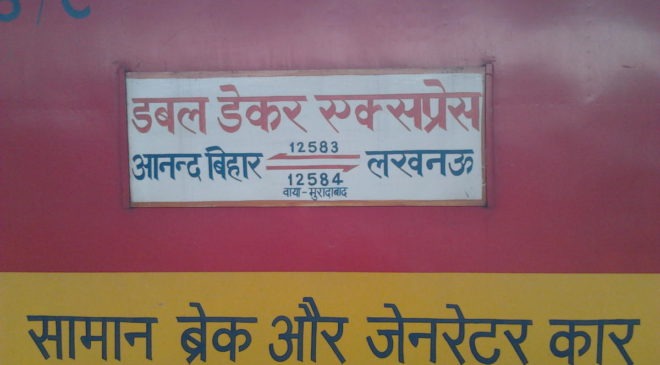 डबल डेकर एक्सप्रेस
12583
आनन्द बिहार लखनऊ
12584
वाया-मुरादाबाद
सामान ब्रेक और जेनरेटर कार